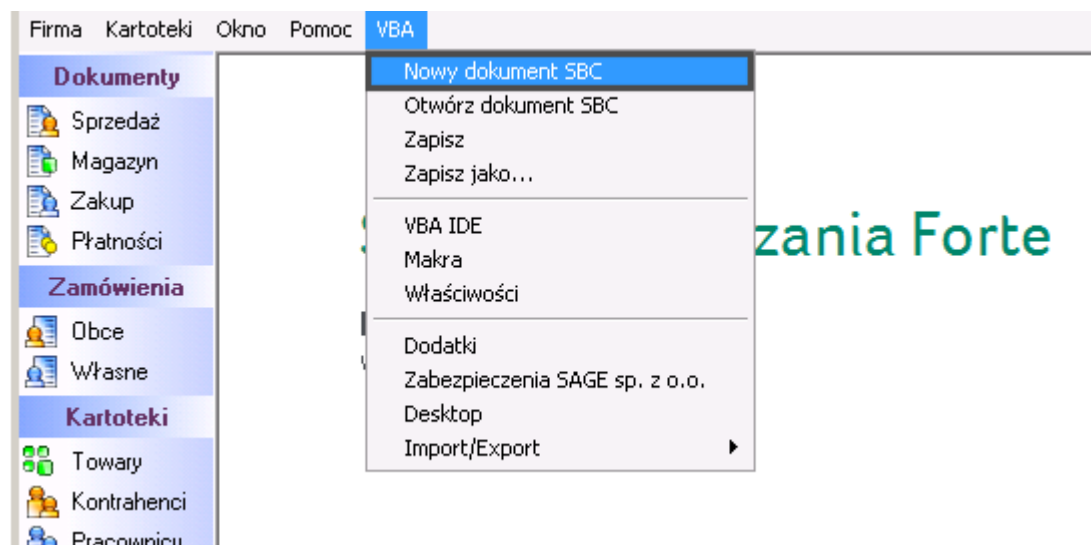 Firma Kartoteki Okno Pomoc VBA
Dokumenty
Sprzedaż
Magazyn
Zakup
Płatności
Zamówienia
Obce
Własne
Kartoteki
Towary
Kontrahenci
Pracownicy
Nowy dokument SBC
Otwórz dokument SBC
Zapisz
Zapisz jako...
VBA IDE
Makra
Właściwości
Dodatki
Zabezpieczenia SAGE sp. z o.o.
Desktop
Import/Export
zania Forte